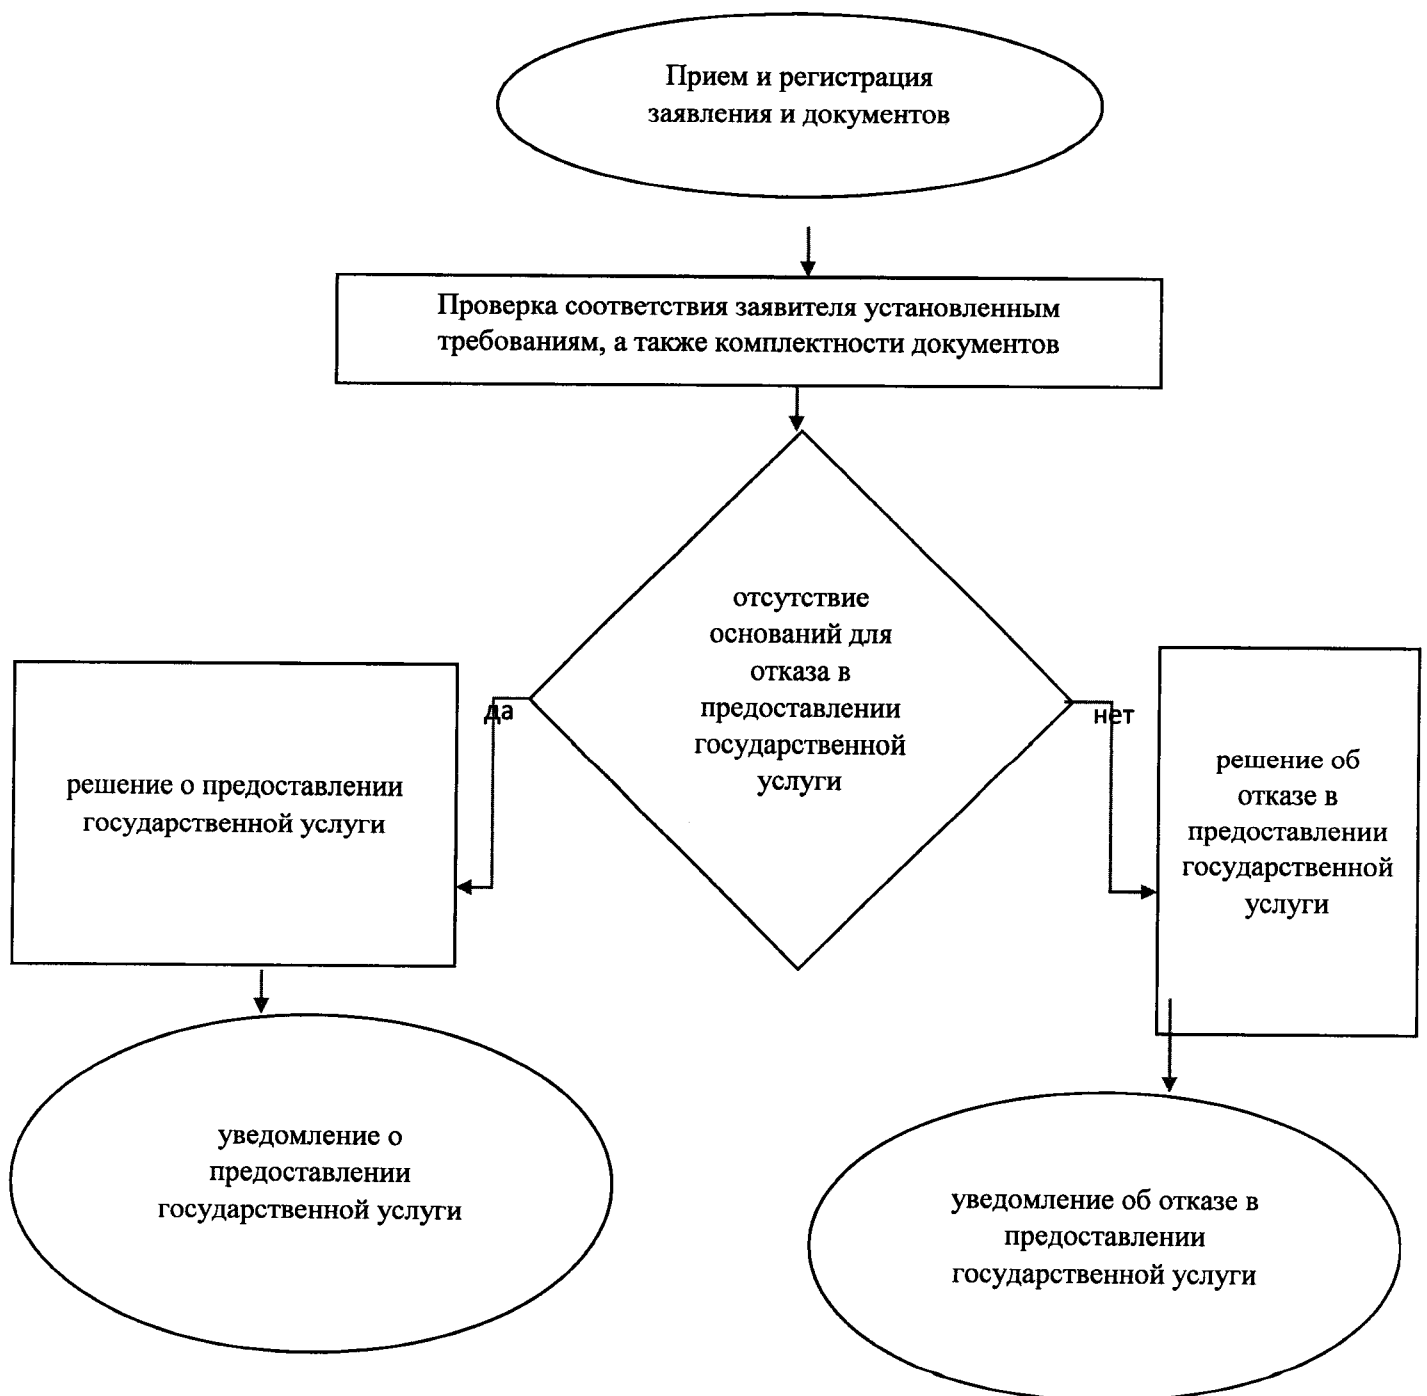 Прием и регистрация
заявления и документов
Проверка соответствия заявителя установленным
требованиям, а также комплектности документов
отсутствие
оснований для
отказа в
предоставлении
государственной
услуги
да
нет
решение о предоставлении
государственной услуги
решение об
отказе в
предоставлении
государственной
услуги
уведомление о
предоставлении
государственной услуги
уведомление об отказе в
предоставлении
государственной услуги